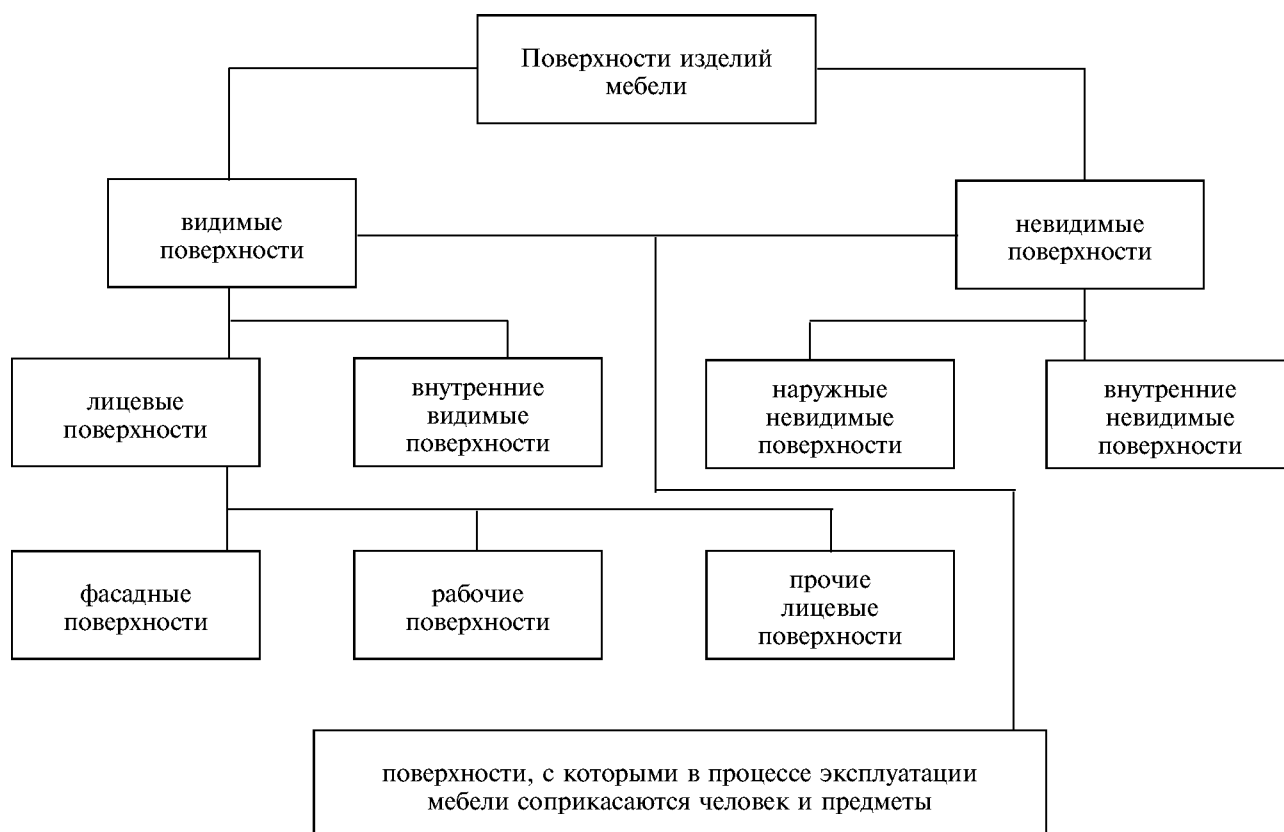 Поверхности изделий
мебели
видимые
поверхности
невидимые
поверхности
лицевые
поверхности
внутренние
видимые
поверхности
наружные
невидимые
поверхности
внутренние
невидимые
поверхности
фасадные
поверхности
рабочие
поверхности
прочие
лицевые
поверхности
поверхности, с которыми в процессе эксплуатации
мебели соприкасаются человек и предметы